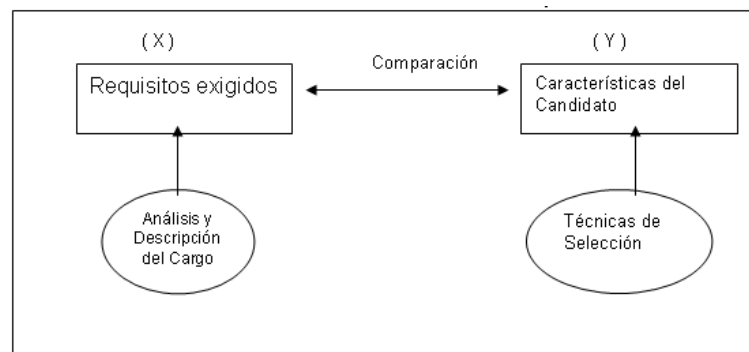 ( X )
( Y )
Comparación
Requisitos exigidos
Características del
Candidato
Análisis y
Descripción
del Cargo
Técnicas de
Selección